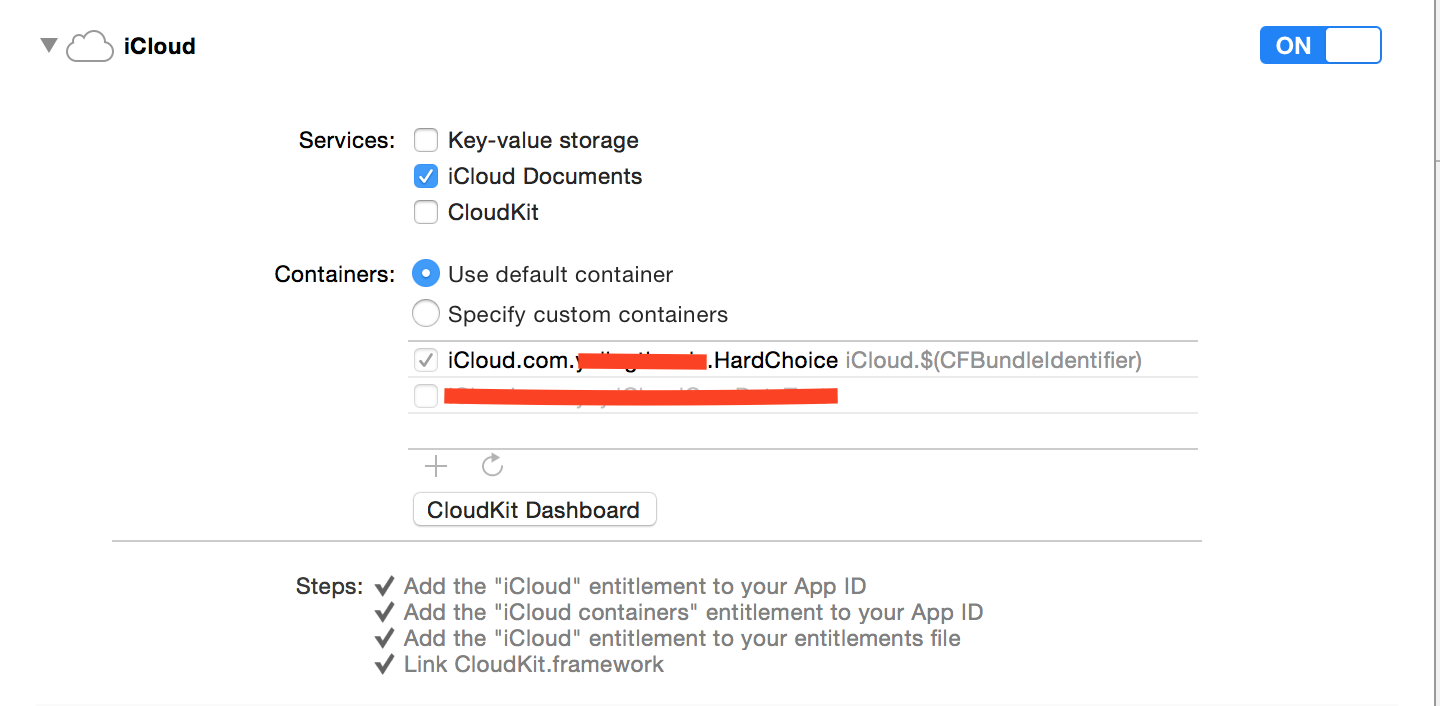 iCloud
ON
Services:
Key-value storage
iCloud Documents
CloudKit
Containers:
Use default container
Specify custom containers
iCloud.com. .HardChoice iCloud.$(CFBundleIdentifier)
CloudKit Dashboard
Steps: ✓ Add the "iCloud" entitlement to your App ID
✓ Add the "iCloud containers" entitlement to your App ID
✓ Add the "iCloud" entitlement to your entitlements file
✓ Link CloudKit.framework